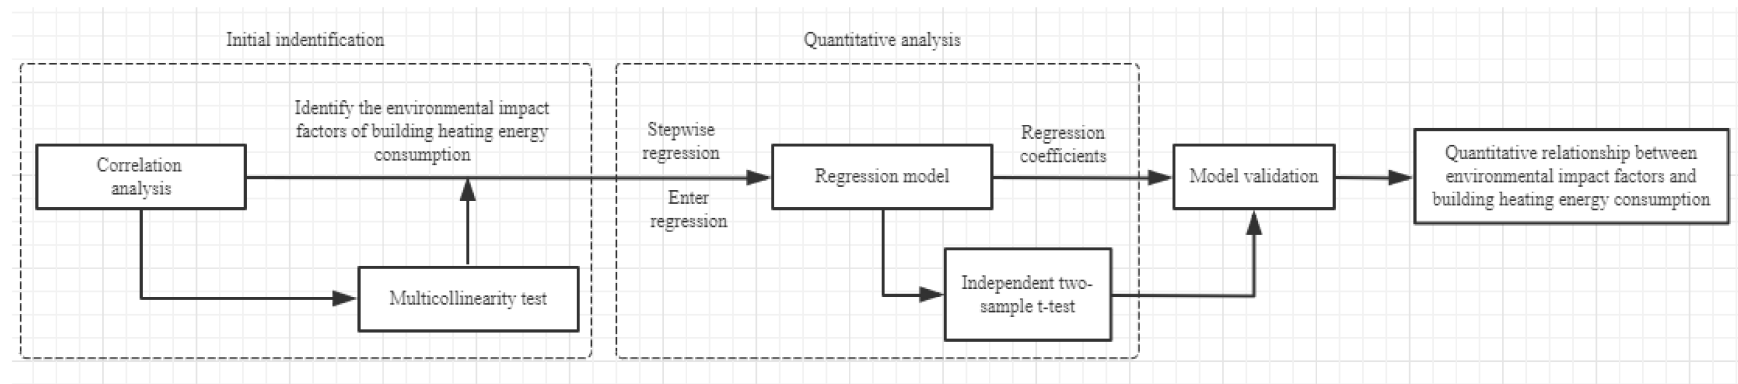 Initial indentification
Quantitative analysis
Identify the environmental impact
factors of building heating energy
consumption
Correlation
analysis
Multicollinearity test
Stepwise
regression
Enter
regression
Regression model
Regression
coefficients
Independent two-
sample t-test
Model validation
Quantitative relationship between
environmental impact factors and
building heating energy consumption